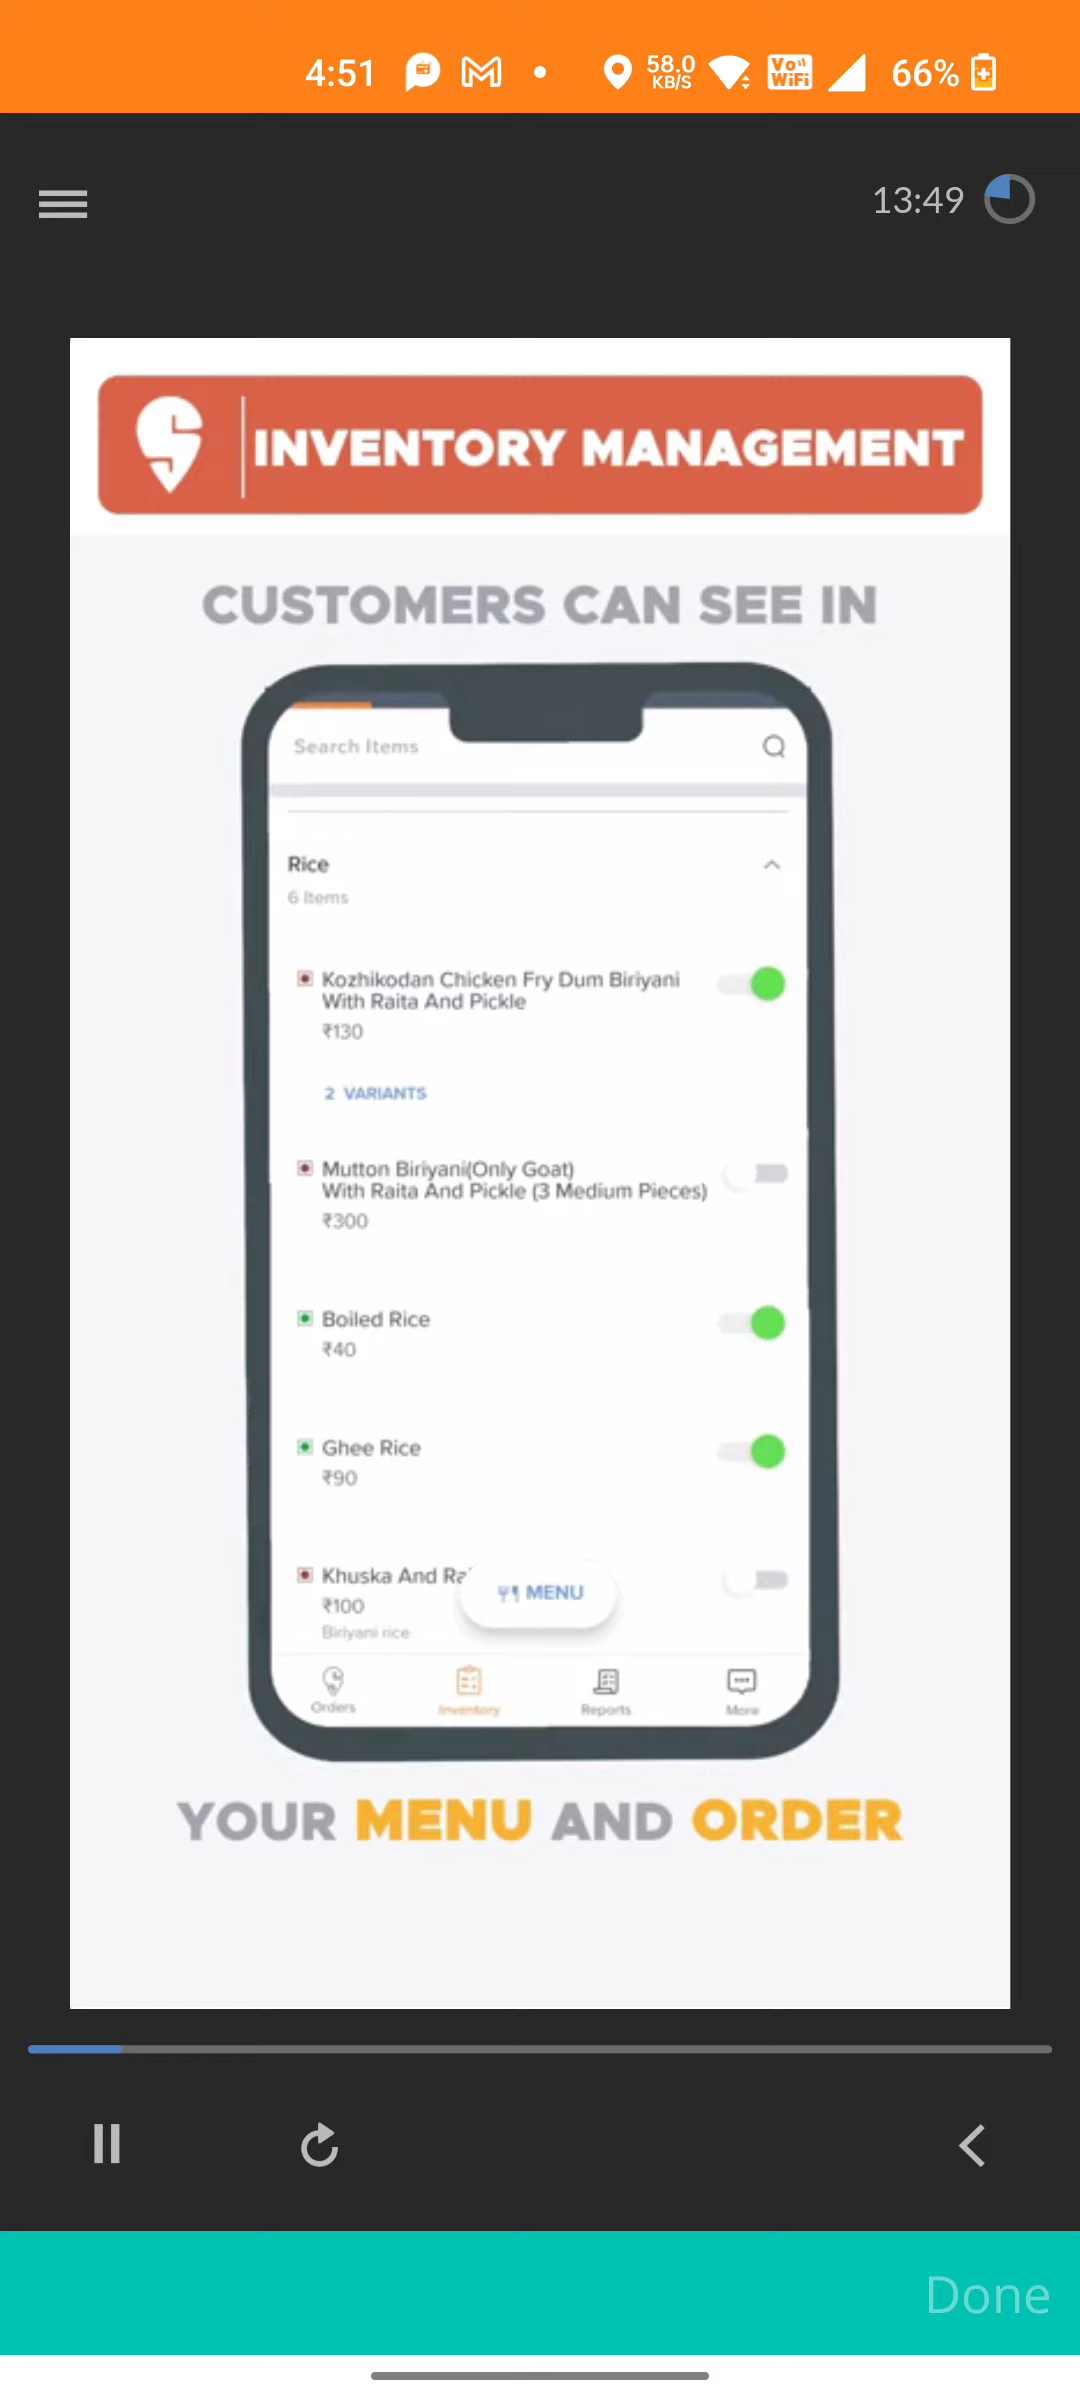 4:51
58.0
KB/S
Vo
WiFi
66%
13:49
INVENTORY MANAGEMENT
CUSTOMERS CAN SEE IN
Search Items
Rice
6 Items
Kozhikodan Chicken Fry Dum Biriyani
With Raita And Pickle
₹130
2 VARIANTS
Mutton Biriyani(Only Goat)
With Raita And Pickle (3 Medium Pieces)
₹300
Boiled Rice
₹40
Ghee Rice
₹90
Khuska And
₹100
MENU
Biriyani rice
Orders
Inventory
Reports
More
YOUR MENU AND ORDER
Done